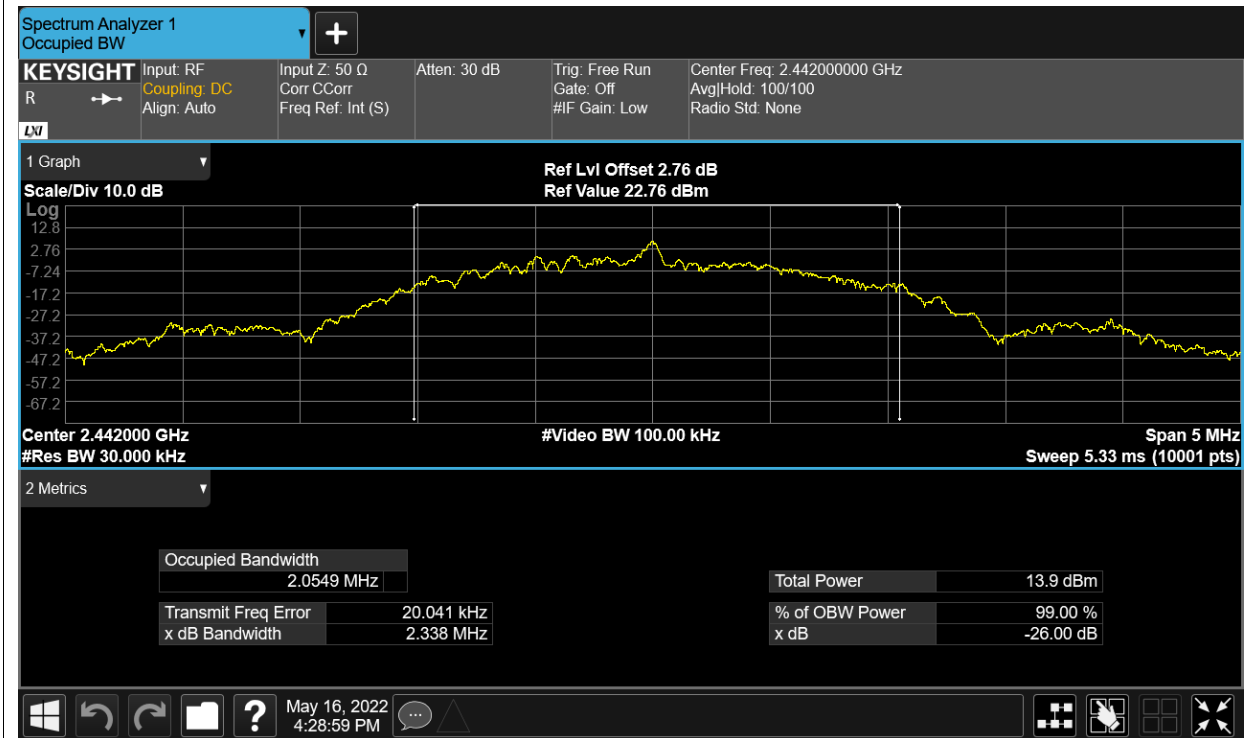 Spectrum Analyzer 1
Occupied BW
KEYSIGHT
R
LXI
Input: RF
Coupling: DC
Align: Auto
Input Z: 50 Ω
Corr CCorr
Freq Ref: Int (S)
Atten: 30 dB
Trig: Free Run
Gate: Off
#IF Gain: Low
Center Freq: 2.442000000 GHz
Avg|Hold: 100/100
Radio Std: None
1 Graph
Scale/Div 10.0 dB
Ref Lvl Offset 2.76 dB
Ref Value 22.76 dBm
Log
12.8
2.76
-7.24
-17.2
-27.2
-37.2
-47.2
-57.2
-67.2
Center 2.442000 GHz
#Video BW 100.00 kHz
Span 5 MHz
#Res BW 30.000 kHz
Sweep 5.33 ms (10001 pts)
2 Metrics
Occupied Bandwidth
2.0549 MHz
Transmit Freq Error 20.041 kHz
x dB Bandwidth 2.338 MHz
Total Power 13.9 dBm
% of OBW Power 99.00 %
x dB -26.00 dB
?
May 16, 2022
4:28:59 PM